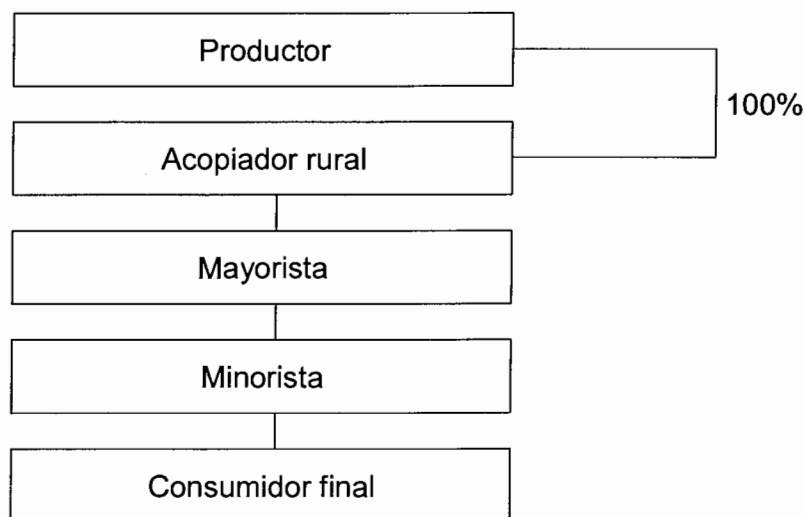 Productor
100%
Acopiador rural
Mayorista
Minorista
Consumidor final